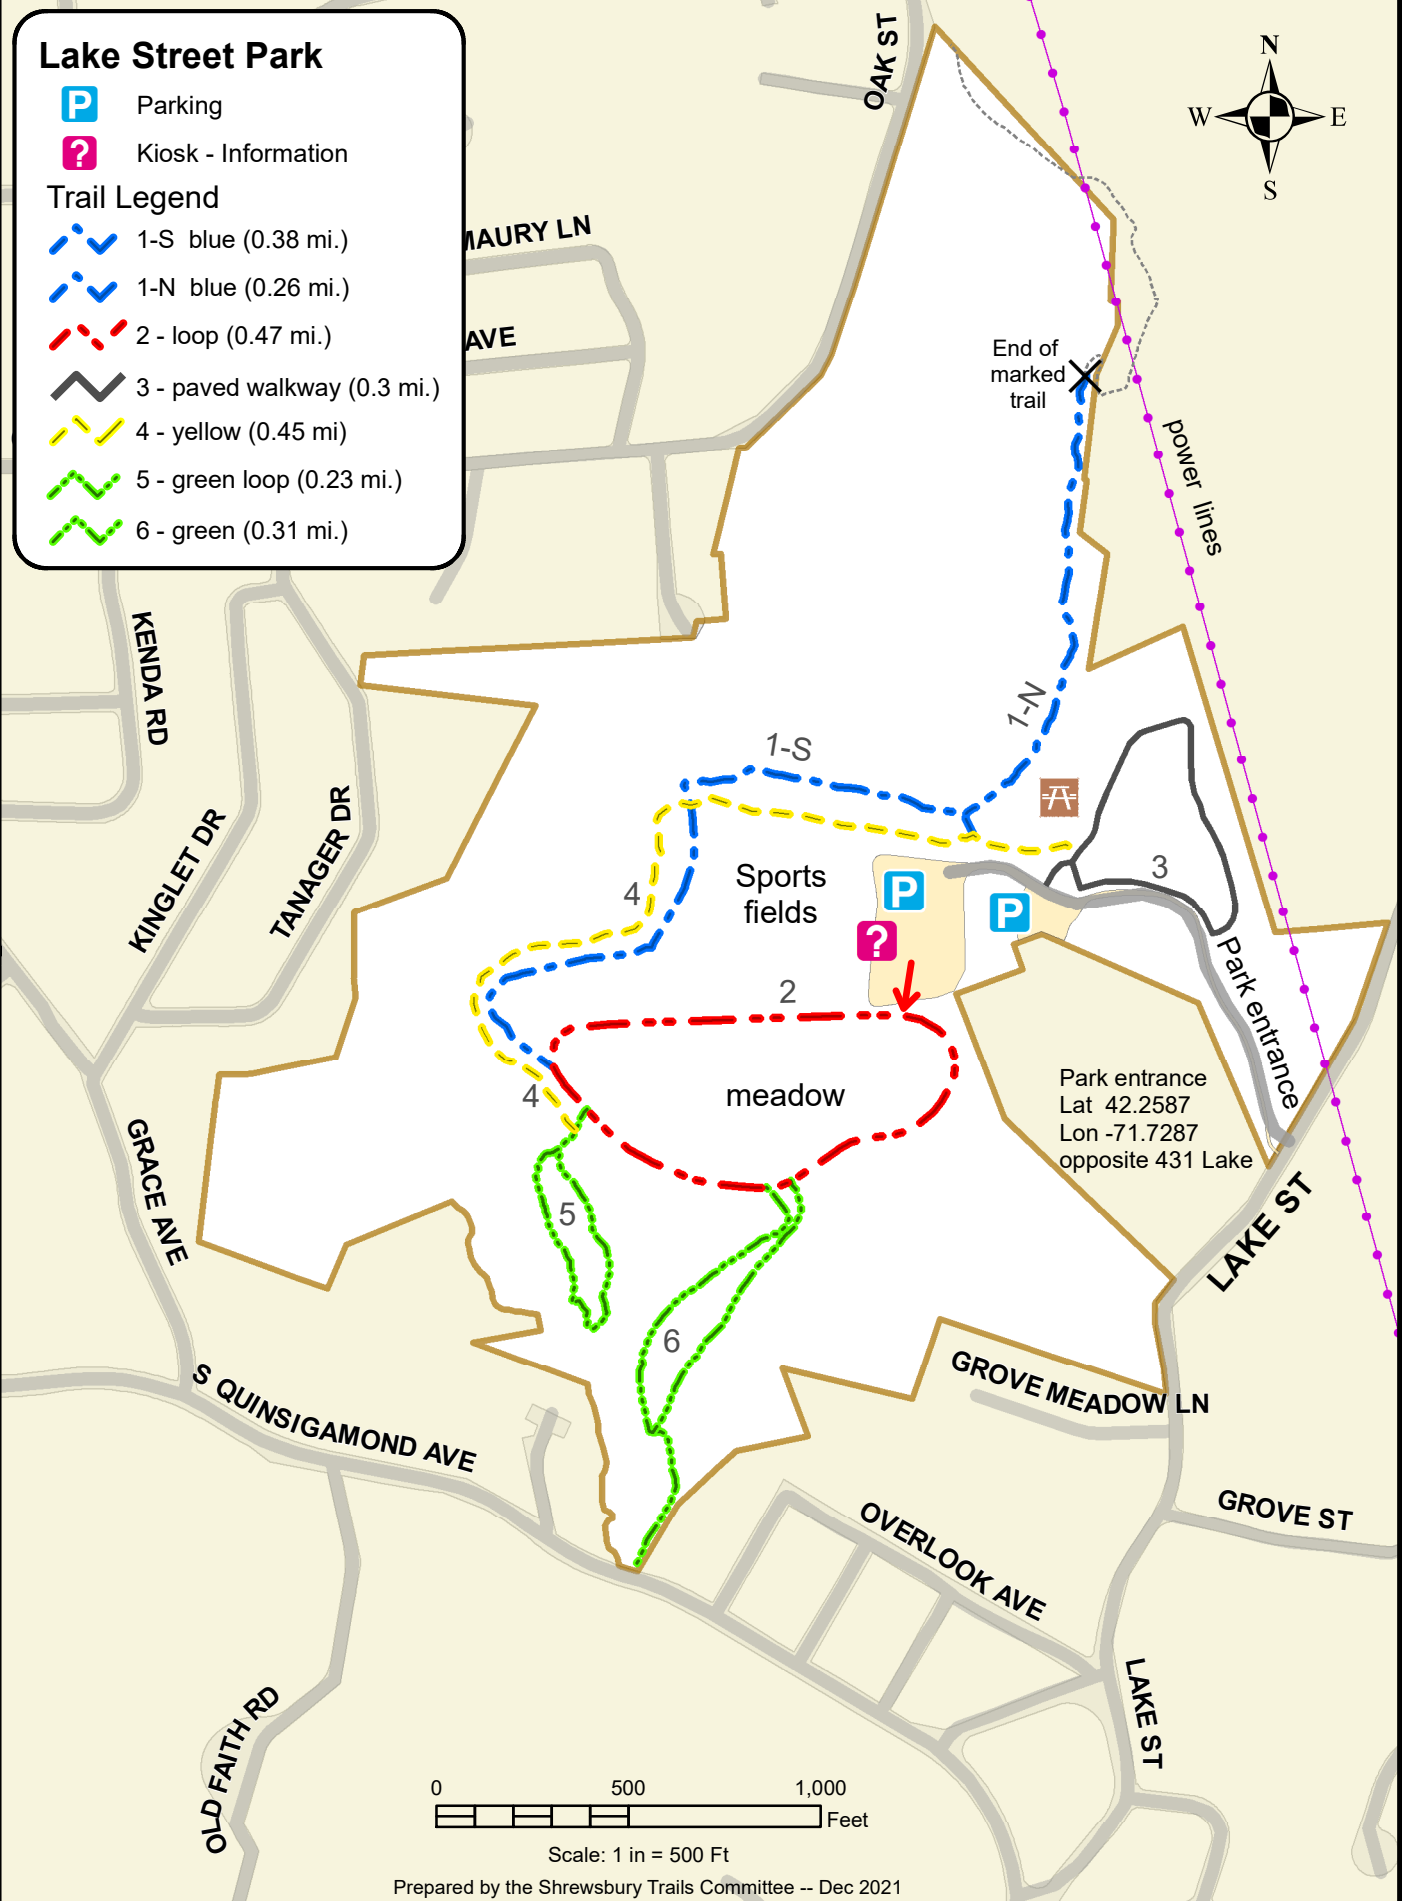 Lake Street Park
P Parking
? Kiosk - Information
Trail Legend
1-S blue (0.38 mi.)
1-N blue (0.26 mi.)
2 - loop (0.47 mi.)
3 - paved walkway (0.3 mi.)
4 - yellow (0.45 mi)
5 - green loop (0.23 mi.)
6 - green (0.31 mi.)
OAK ST
N
W
E
S
MAURY LN
AVE
End of
marked
trail
power lines
KENDA RD
1-N
1-S
KINGLET DR
TANAGER DR
Sports
fields
4
P
P
3
?
2
Park entrance
meadow
4
Park entrance
Lat 42.2587
Lon -71.7287
opposite 431 Lake
GRACE AVE
5
LAKE ST
6
S QUINSIGAMOND AVE
GROVE MEADOW LN
GROVE ST
OVERLOOK AVE
LAKE ST
OLD FAITH RD
0 500 1,000
Feet
Scale: 1 in = 500 Ft
Prepared by the Shrewsbury Trails Committee -- Dec 2021